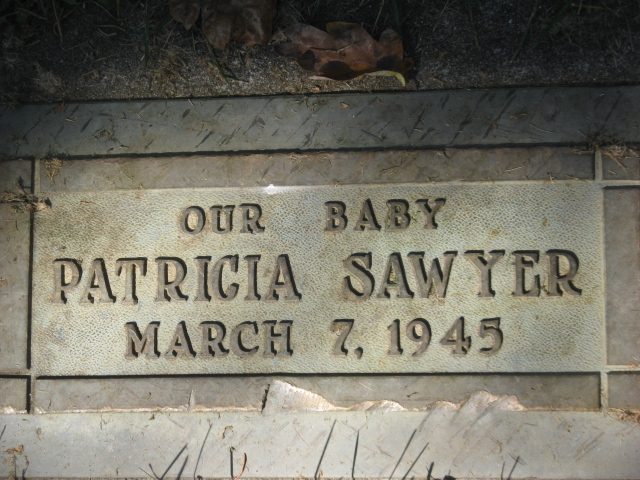 OUR BABY
PATRICIA SAWYER
MARCH 7, 1945